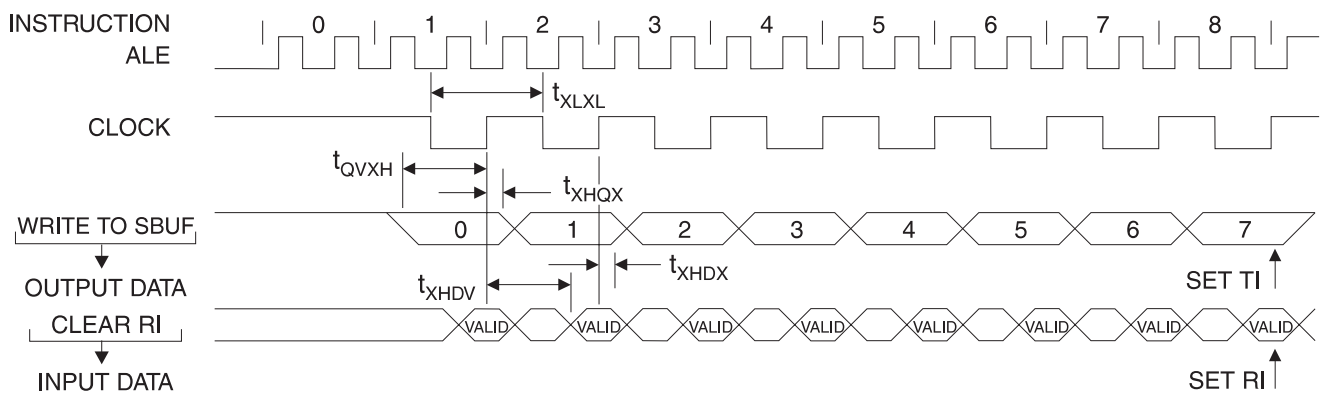 INSTRUCTION 0 1 2 3 4 5 6 7 8
ALE
tXLXL
CLOCK
tQVXH
tXHQX
WRITE TO SBUF
0 1 2 3 4 5 6 7
tXHDV
tXHDX
SET TI
OUTPUT DATA
CLEAR RI
VALID VALID VALID VALID VALID VALID VALID VALID
INPUT DATA
SET RI